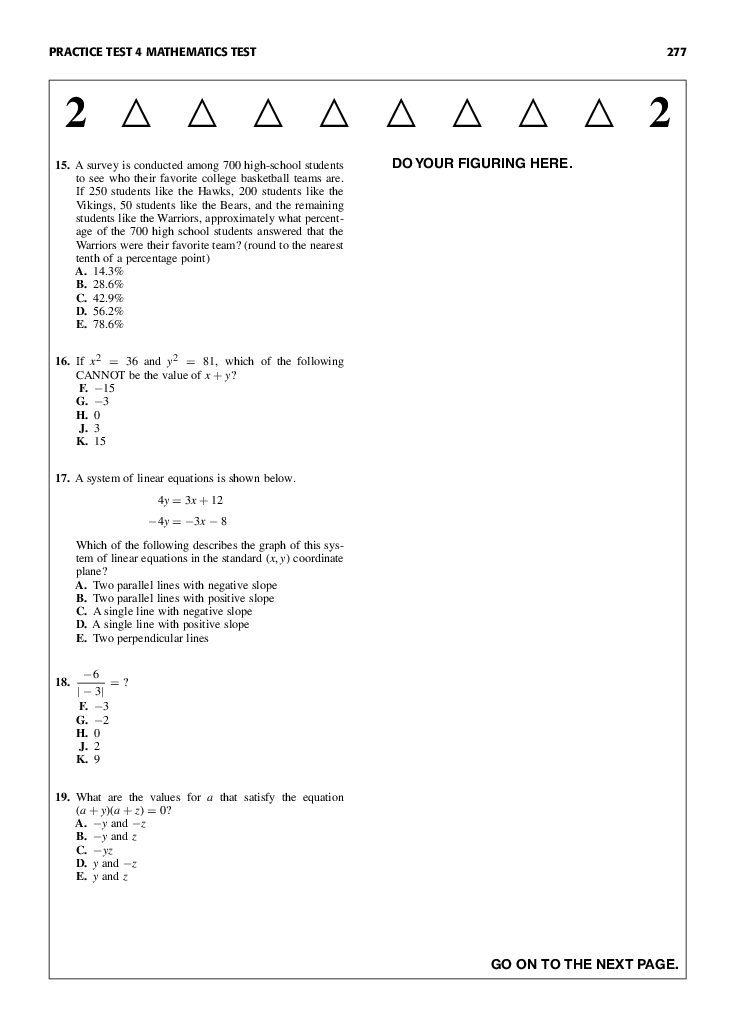 PRACTICE TEST 4 MATHEMATICS TEST 277
2 △ △ △ △ △ △ △ △ 2
15. A survey is conducted among 700 high-school students
to see who their favorite college basketball teams are.
If 250 students like the Hawks, 200 students like the
Vikings, 50 students like the Bears, and the remaining
students like the Warriors, approximately what percent-
age of the 700 high school students answered that the
Warriors were their favorite team? (round to the nearest
tenth of a percentage point)
A. 14.3%
B. 28.6%
C. 42.9%
D. 56.2%
E. 78.6%
16. If x² = 36 and y² = 81, which of the following
CANNOT be the value of x + y?
F. −15
G. −3
H. 0
J. 3
K. 15
17. A system of linear equations is shown below.
4y = 3x + 12
−4y = −3x − 8
Which of the following describes the graph of this sys-
tem of linear equations in the standard (x, y) coordinate
plane?
A. Two parallel lines with negative slope
B. Two parallel lines with positive slope
C. A single line with negative slope
D. A single line with positive slope
E. Two perpendicular lines
18. −6 / | − 3| = ?
F. −3
G. −2
H. 0
J. 2
K. 9
19. What are the values for a that satisfy the equation
(a + y)(a + z) = 0?
A. −y and −z
B. −y and z
C. −yz
D. y and −z
E. y and z
DO YOUR FIGURING HERE.
GO ON TO THE NEXT PAGE.